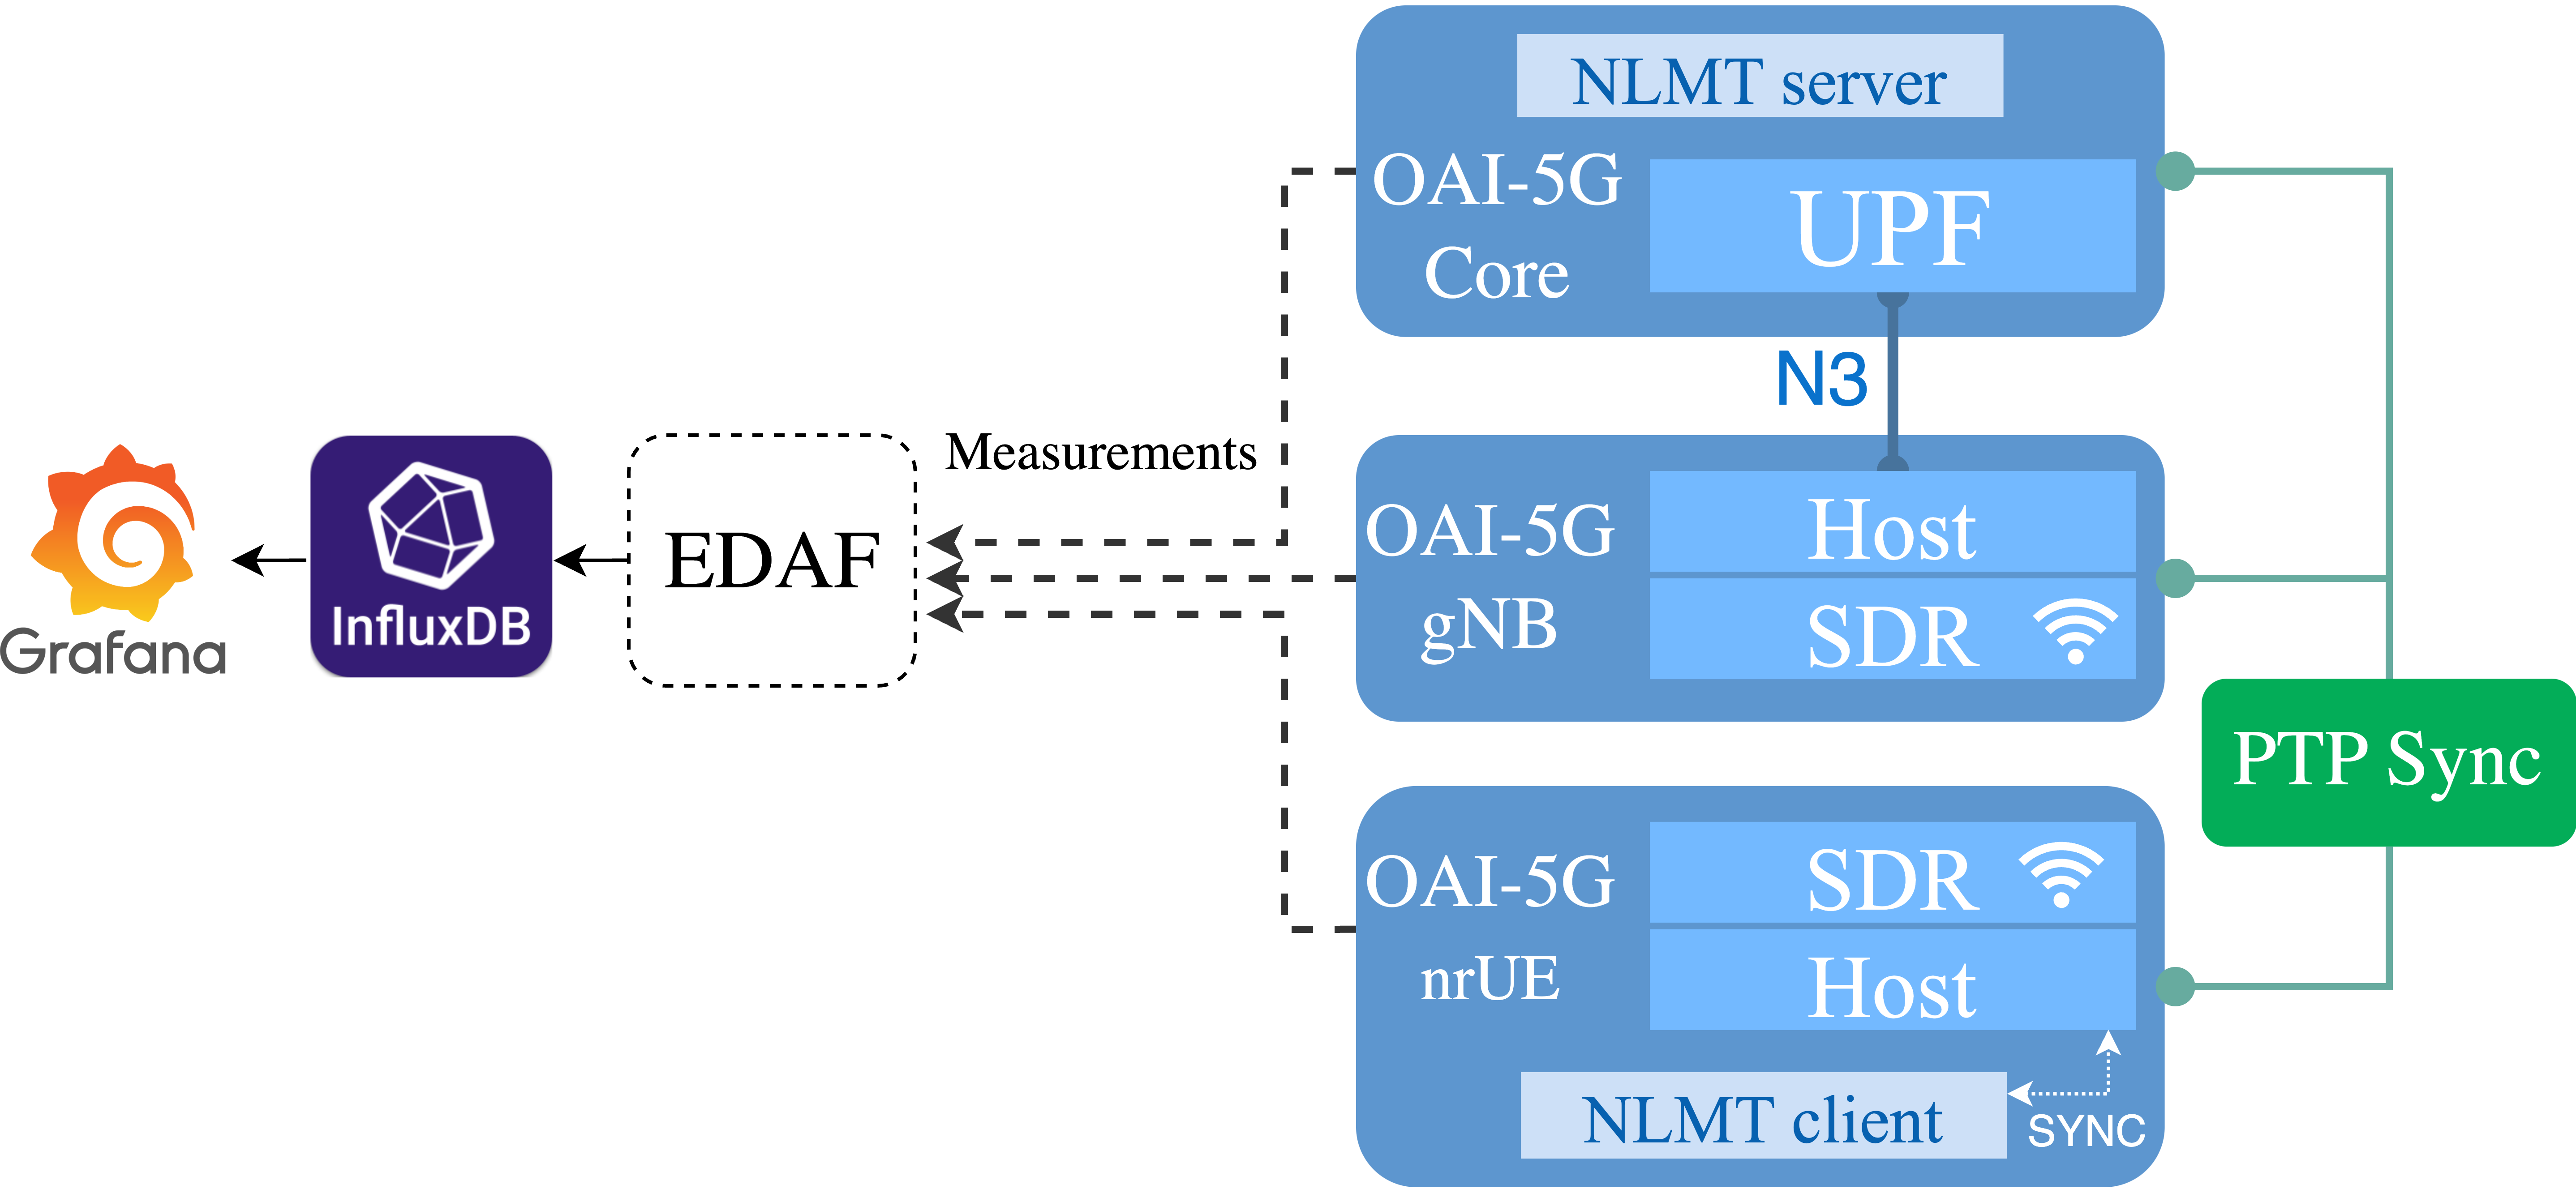 NLMT server
OAI-5G
Core
UPF
N3
Measurements
Grafana
InfluxDB
EDAF
OAI-5G
gNB
Host
SDR
PTP Sync
OAI-5G
nrUE
SDR
Host
NLMT client
SYNC